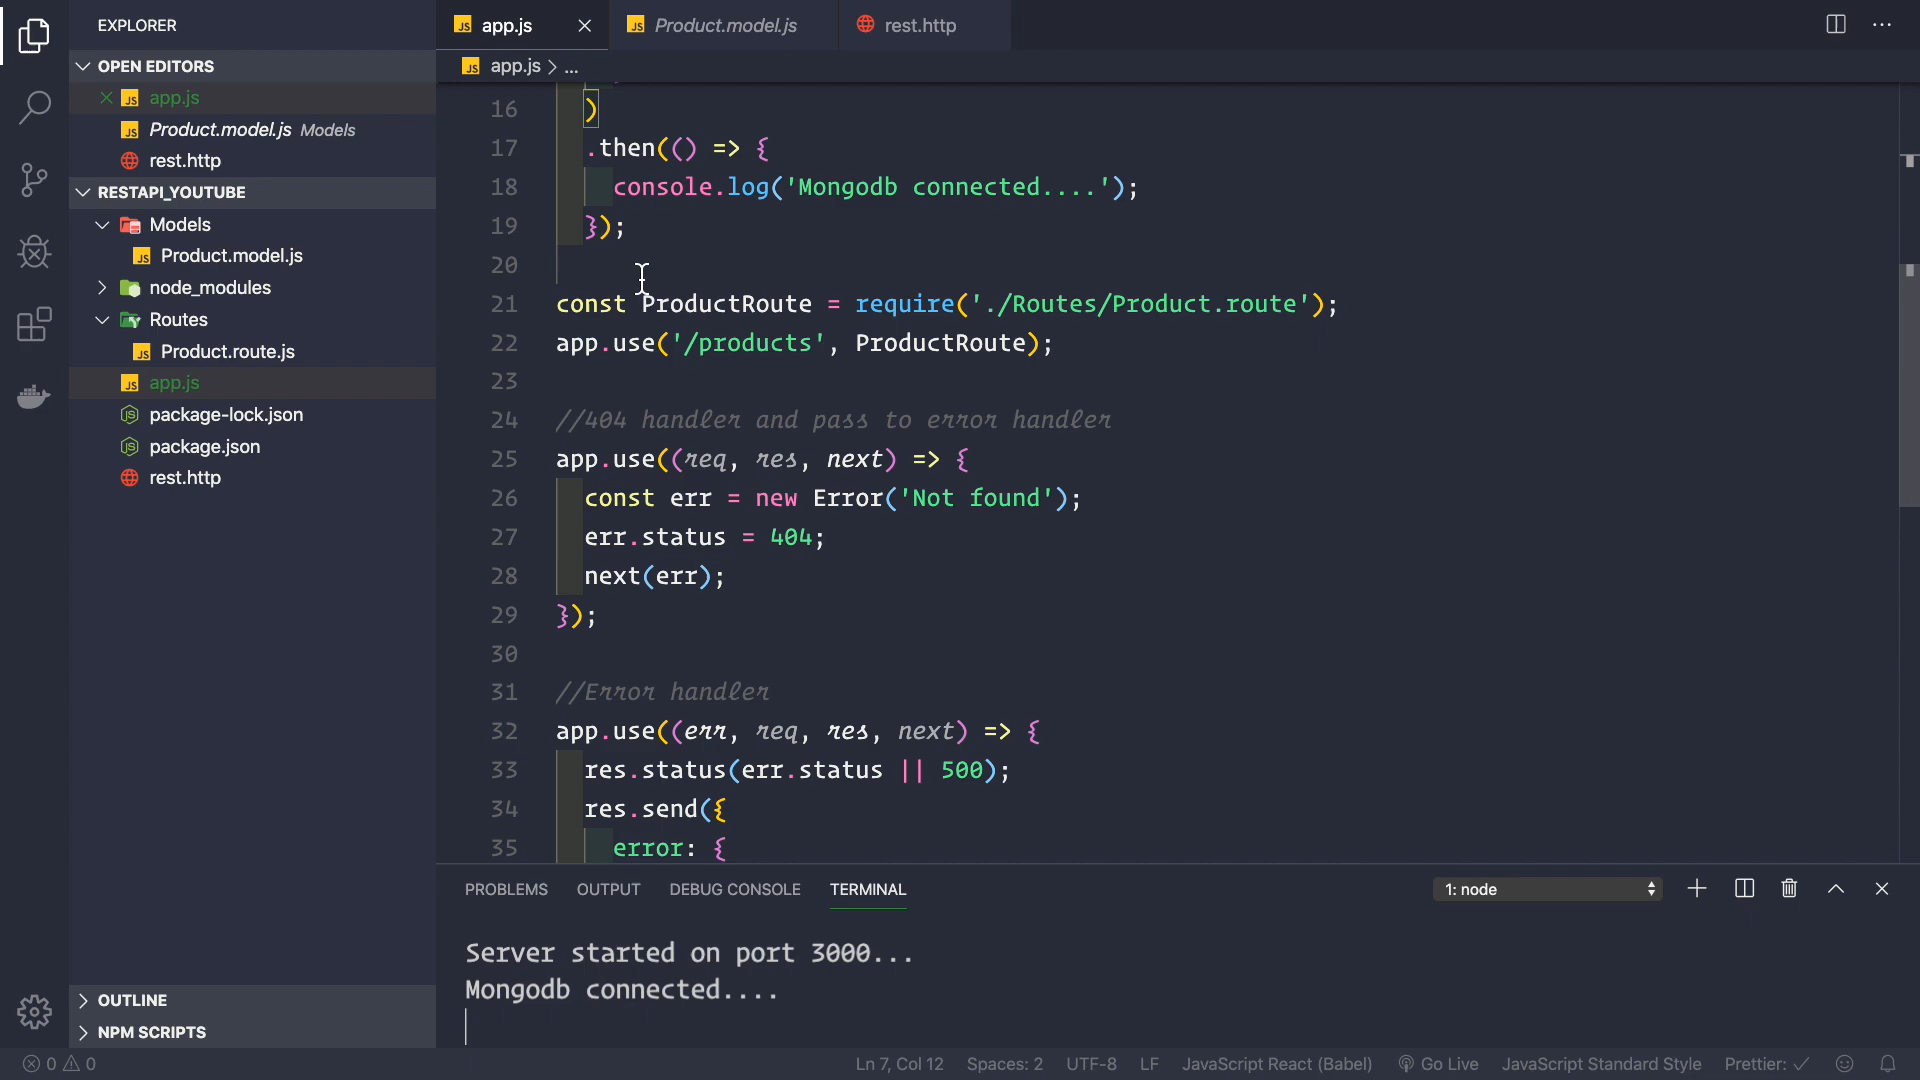 EXPLORER
OPEN EDITORS
app.js
Product.model.js Models
rest.http
RESTAPI_YOUTUBE
Models
Product.model.js
node_modules
Routes
Product.route.js
app.js
package-lock.json
package.json
rest.http
OUTLINE
NPM SCRIPTS
app.js
Product.model.js
rest.http
app.js > ...
16 )
17 .then(() => {
18 console.log('Mongodb connected....');
19 });
20
21 const ProductRoute = require('./Routes/Product.route');
22 app.use('/products', ProductRoute);
23
24 //404 handler and pass to error handler
25 app.use((req, res, next) => {
26 const err = new Error('Not found');
27 err.status = 404;
28 next(err);
29 });
30
31 //Error handler
32 app.use((err, req, res, next) => {
33 res.status(err.status || 500);
34 res.send({
35 error: {
PROBLEMS OUTPUT DEBUG CONSOLE TERMINAL 1: node
Server started on port 3000...
Mongodb connected....
0 0 Ln 7, Col 12 Spaces: 2 UTF-8 LF JavaScript React (Babel) Go Live JavaScript Standard Style Prettier: ✓